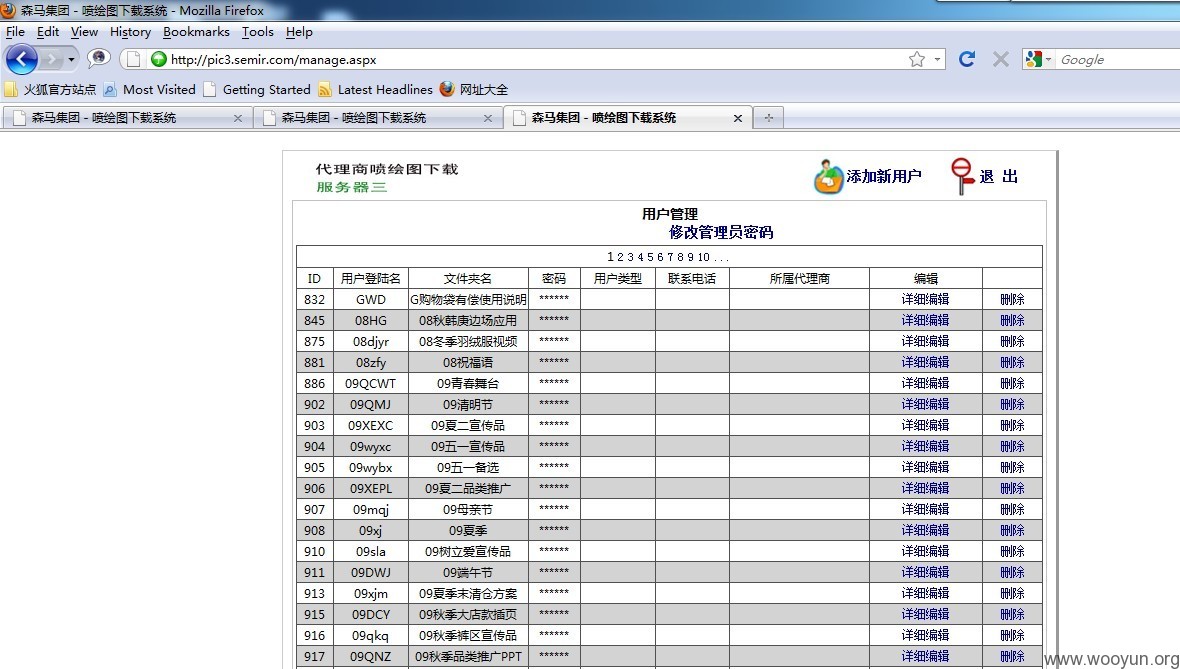 森马集团 - 喷绘图下载系统 - Mozilla Firefox
File Edit View History Bookmarks Tools Help
http://pic3.semir.com/manage.aspx
Google
火狐官方站点 Most Visited Getting Started Latest Headlines 网址大全
森马集团 - 喷绘图下载系统 森马集团 - 喷绘图下载系统 森马集团 - 喷绘图下载系统
代理商喷绘图下载
服务器三
添加新用户 退 出
用户管理
修改管理员密码
1 2 3 4 5 6 7 8 9 10 ...
ID 用户登陆名 文件夹名 密码 用户类型 联系电话 所属代理商 编辑
832 GWD G购物袋有偿使用说明 ****** 详细编辑 删除
845 08HG 08秋韩庚边场应用 ****** 详细编辑 删除
875 08djyr 08冬季羽绒服视频 ****** 详细编辑 删除
881 08zfy 08祝福语 ****** 详细编辑 删除
886 09QCWT 09青春舞台 ****** 详细编辑 删除
902 09QMJ 09清明节 ****** 详细编辑 删除
903 09XEXC 09夏二宣传品 ****** 详细编辑 删除
904 09wyxc 09五一宣传品 ****** 详细编辑 删除
905 09wybx 09五一备选 ****** 详细编辑 删除
906 09XEPL 09夏二品类推广 ****** 详细编辑 删除
907 09mqj 09母亲节 ****** 详细编辑 删除
908 09xj 09夏季 ****** 详细编辑 删除
910 09sla 09树立爱宣传品 ****** 详细编辑 删除
911 09DWJ 09端午节 ****** 详细编辑 删除
913 09xjm 09夏季末清仓方案 ****** 详细编辑 删除
915 09DCY 09秋季大店款插页 ****** 详细编辑 删除
916 09qkq 09秋季裤区宣传品 ****** 详细编辑 删除
917 09QNZ 09秋季品类推广PPT ****** 详细编辑 删除
www.wooyun.org